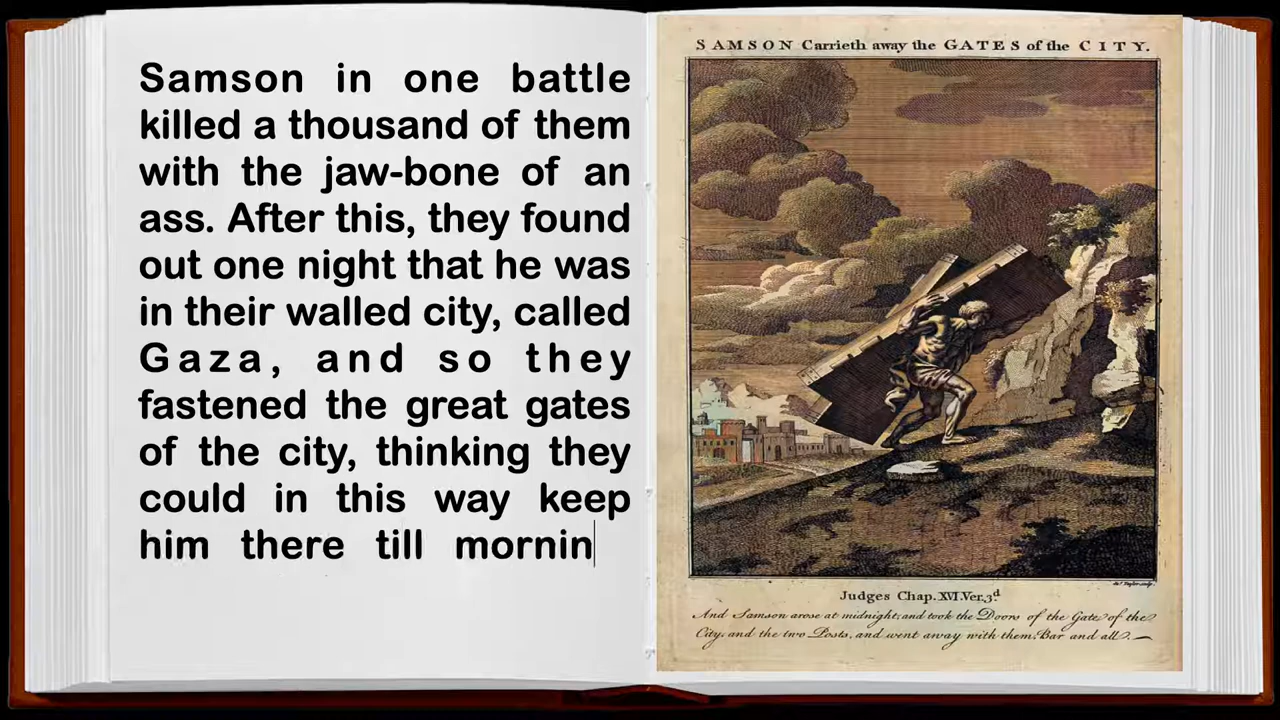 Samson in one battle
killed a thousand of them
with the jaw-bone of an
ass. After this, they found
out one night that he was
in their walled city, called
Gaza, and so they
fastened the great gates
of the city, thinking they
could in this way keep
him there till mornin
SAMSON Carrieth away the GATES of the CITY.
Judges Chap. XVI. Ver. 3d.
And Samson arose at midnight, and took the Doors of the Gate of the
City, and the two Posts, and went away with them, Bar and all.